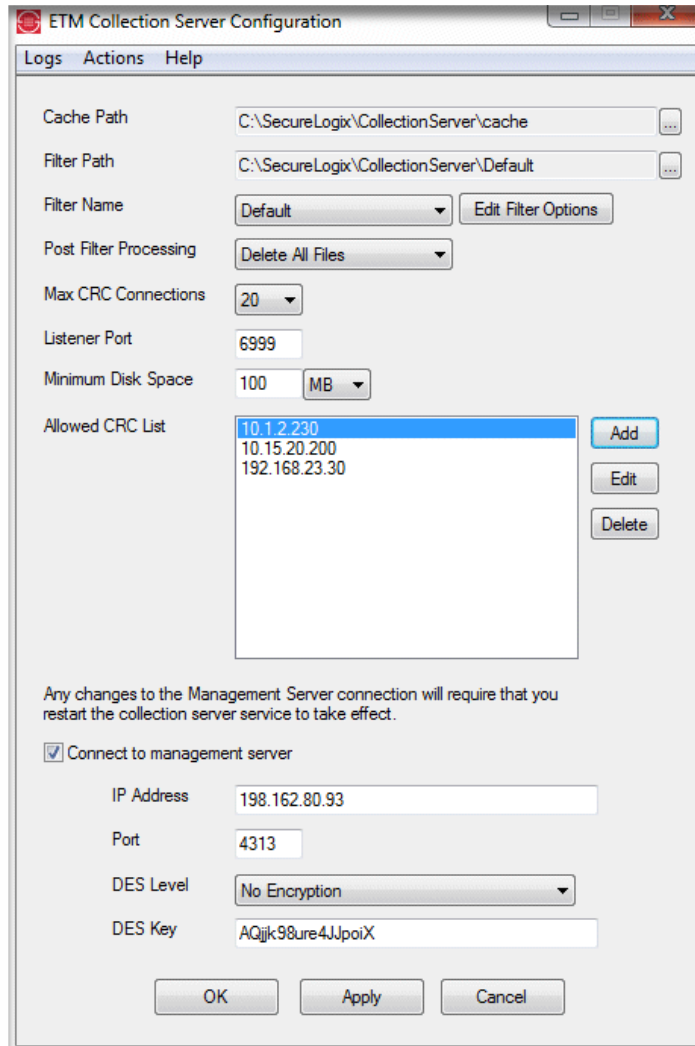 ETM Collection Server Configuration
Logs Actions Help
Cache Path C:\SecureLogix\CollectionServer\cache ...
Filter Path C:\SecureLogix\CollectionServer\Default ...
Filter Name Default Edit Filter Options
Post Filter Processing Delete All Files
Max CRC Connections 20
Listener Port 6999
Minimum Disk Space 100 MB
Allowed CRC List 10.1.2.230 Add
10.15.20.200
192.168.23.30
Edit
Delete
Any changes to the Management Server connection will require that you
restart the collection server service to take effect.
Connect to management server
IP Address 198.162.80.93
Port 4313
DES Level No Encryption
DES Key AQjjk98ure4JJpoiX
OK Apply Cancel